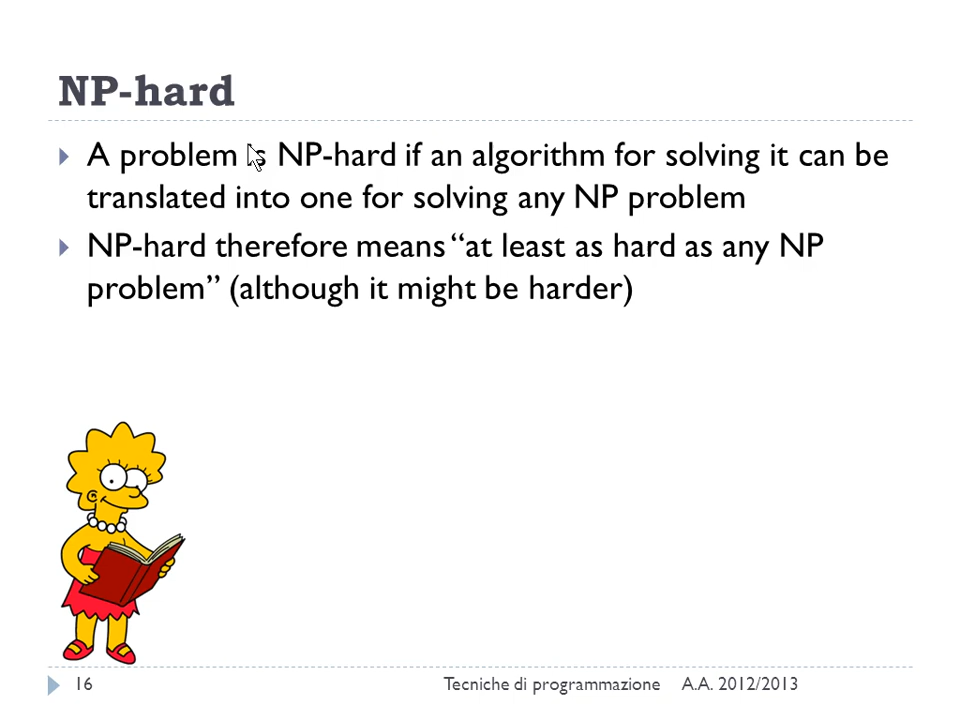 NP-hard
A problem is NP-hard if an algorithm for solving it can be
translated into one for solving any NP problem
NP-hard therefore means “at least as hard as any NP
problem” (although it might be harder)
16 Tecniche di programmazione A.A. 2012/2013